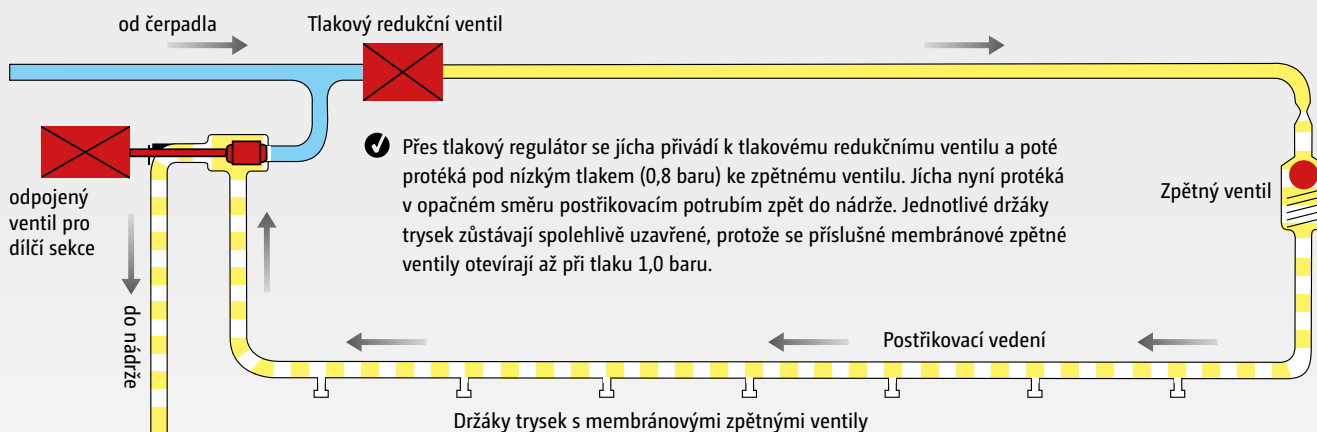 od čerpadla
Tlakový redukční ventil
Přes tlakový regulátor se jícha přivádí k tlakovému redukčnímu ventilu a poté
protéká pod nízkým tlakem (0,8 baru) ke zpětnému ventilu. Jícha nyní protéká
v opačném směru postřikovacím potrubím zpět do nádrže. Jednotlivé držáky
trysek zůstávají spolehlivě uzavřené, protože se příslušné membránové zpětné
ventily otevírají až při tlaku 1,0 baru.
Zpětný ventil
odpojený
ventil pro
dílčí sekce
do nádrže
Postřikovací vedení
Držáky trysek s membránovými zpětnými ventily